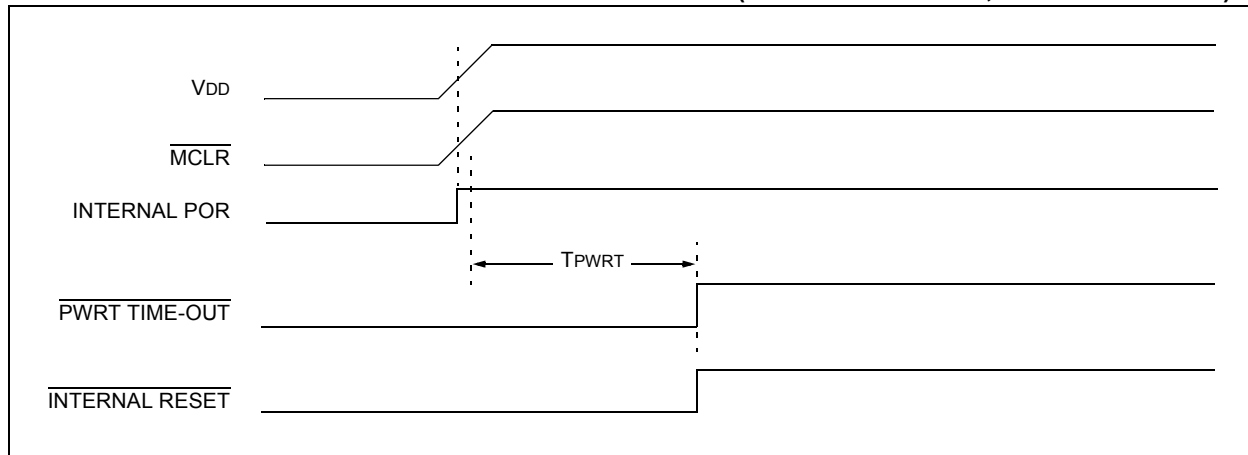 VDD
MCLR
INTERNAL POR
TPWRT
PWRT TIME-OUT
INTERNAL RESET